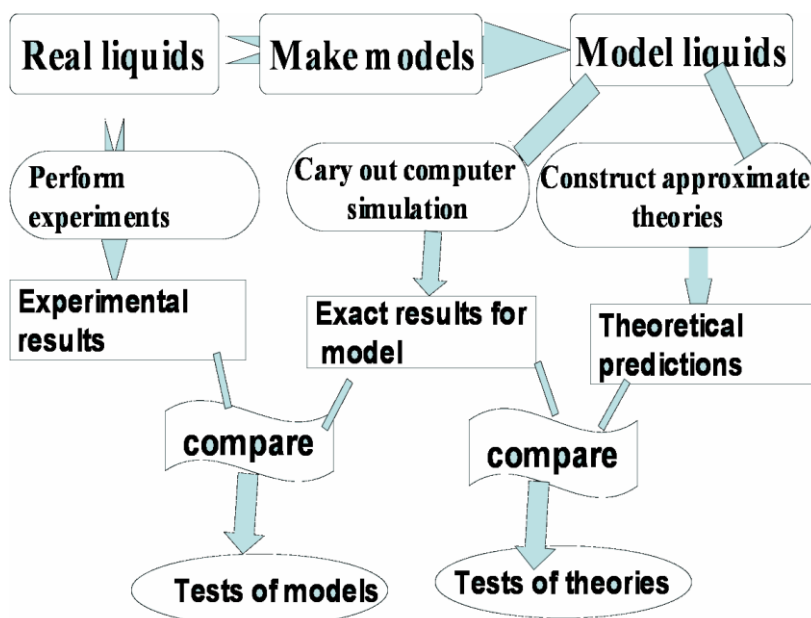 Real liquids
Make models
Model liquids
Perform
experiments
Cary out computer
simulation
Construct approximate
theories
Experimental
results
Exact results for
model
Theoretical
predictions
compare
compare
Tests of models
Tests of theories